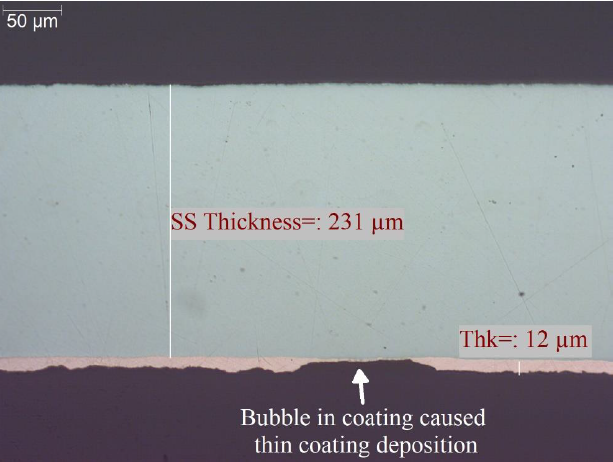 50 µm
SS Thickness=: 231 µm
Thk=: 12 µm
Bubble in coating caused
thin coating deposition